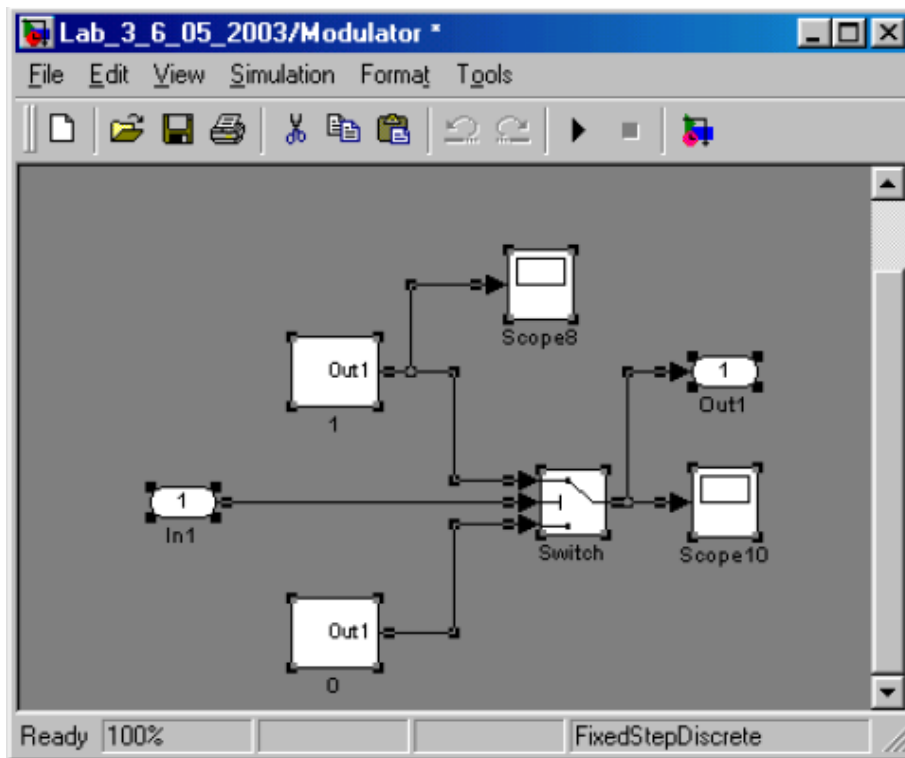 Lab_3_6_05_2003/Modulator *
File Edit View Simulation Format Tools
Scope8
Out1
1
1
Out1
1
In1
Switch
Scope10
Out1
0
Ready 100% FixedStepDiscrete